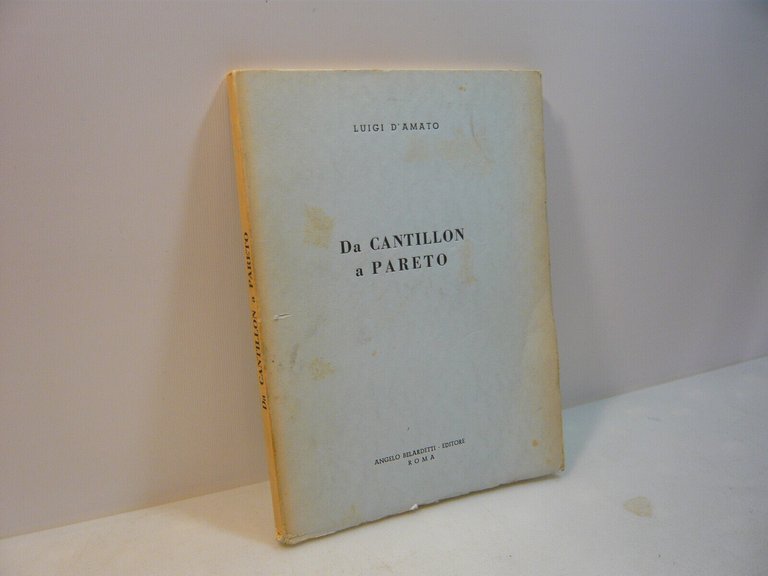 LUIGI D'AMATO
Da CANTILLON
a PARETO
ANGELO BELARDETTI - EDITORE
ROMA
Da CANTILLON a PARETO